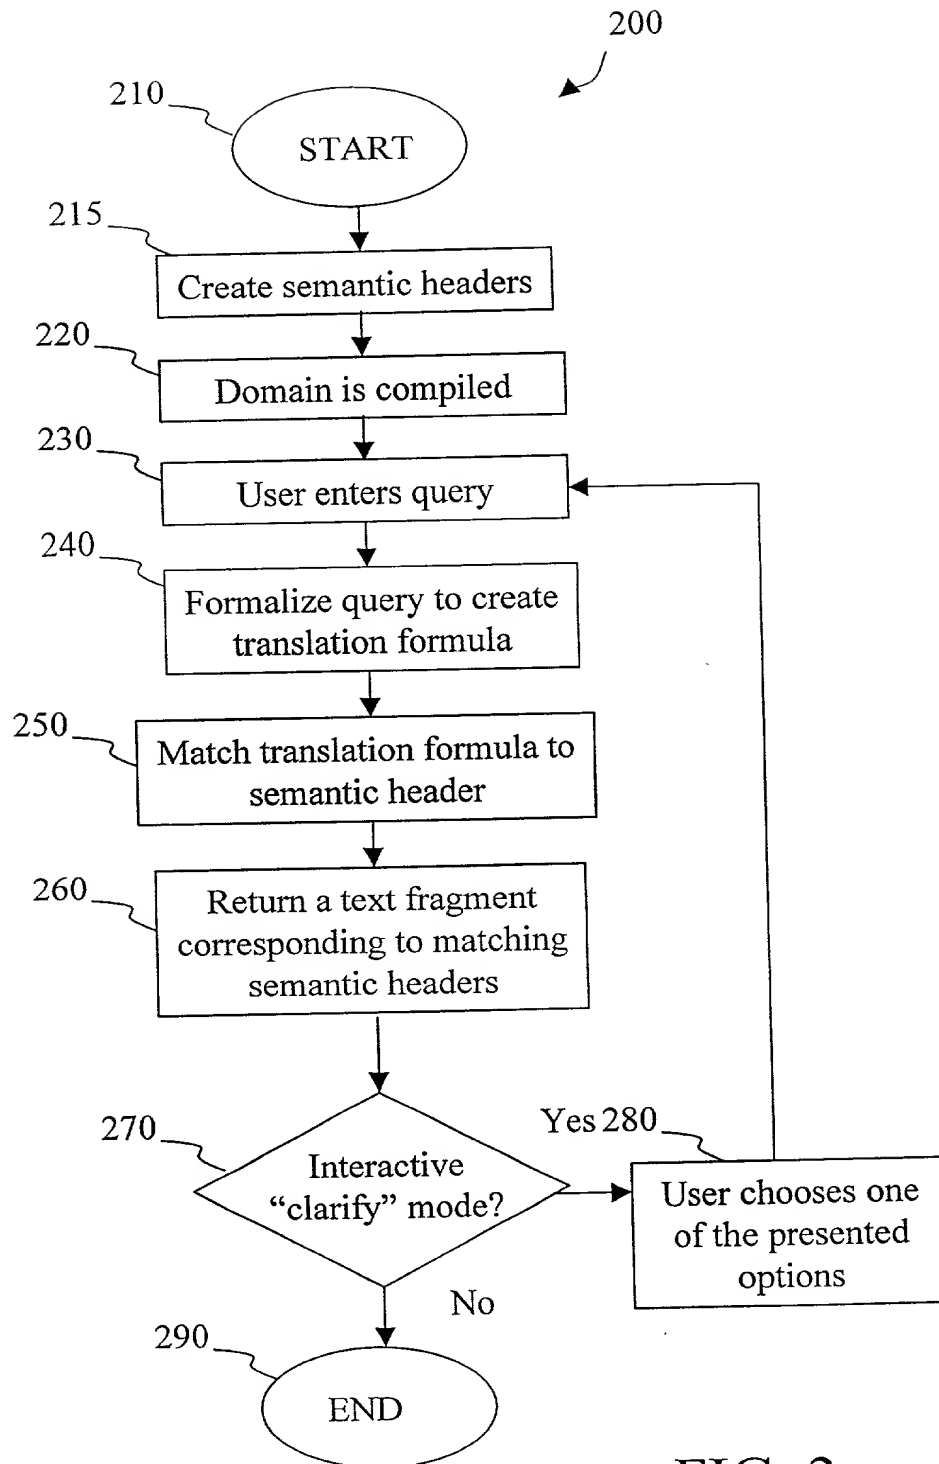 200
210
START
215
Create semantic headers
220
Domain is compiled
230
User enters query
240
Formalize query to create
translation formula
250
Match translation formula to
semantic header
260
Return a text fragment
corresponding to matching
semantic headers
270
Interactive
“clarify” mode?
Yes 280
User chooses one
of the presented
options
No
290
END